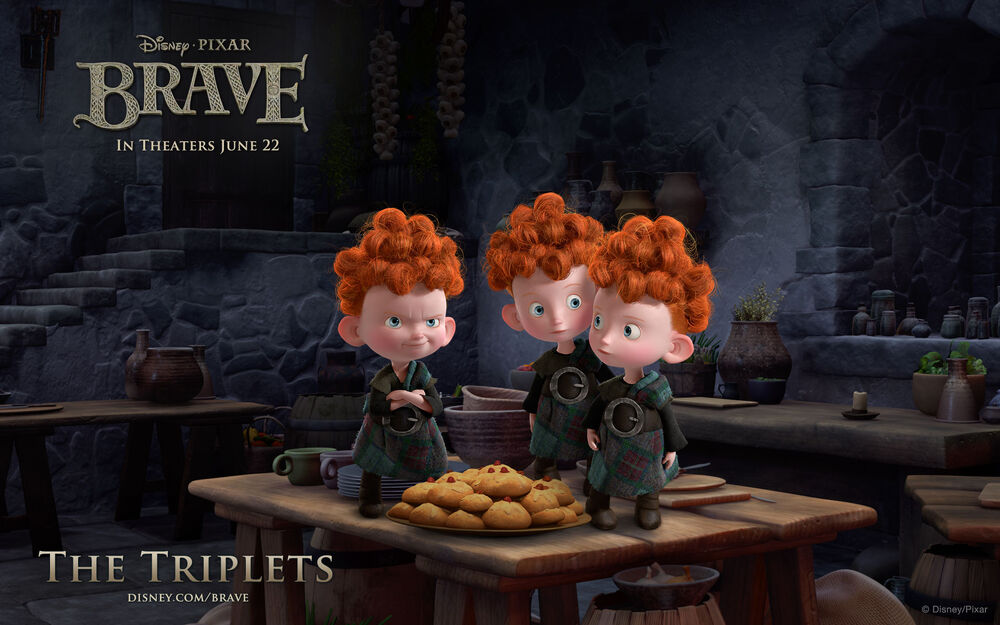 Disney · PIXAR
BRAVE
IN THEATERS JUNE 22
THE TRIPLETS
DISNEY.COM/BRAVE
© Disney/Pixar